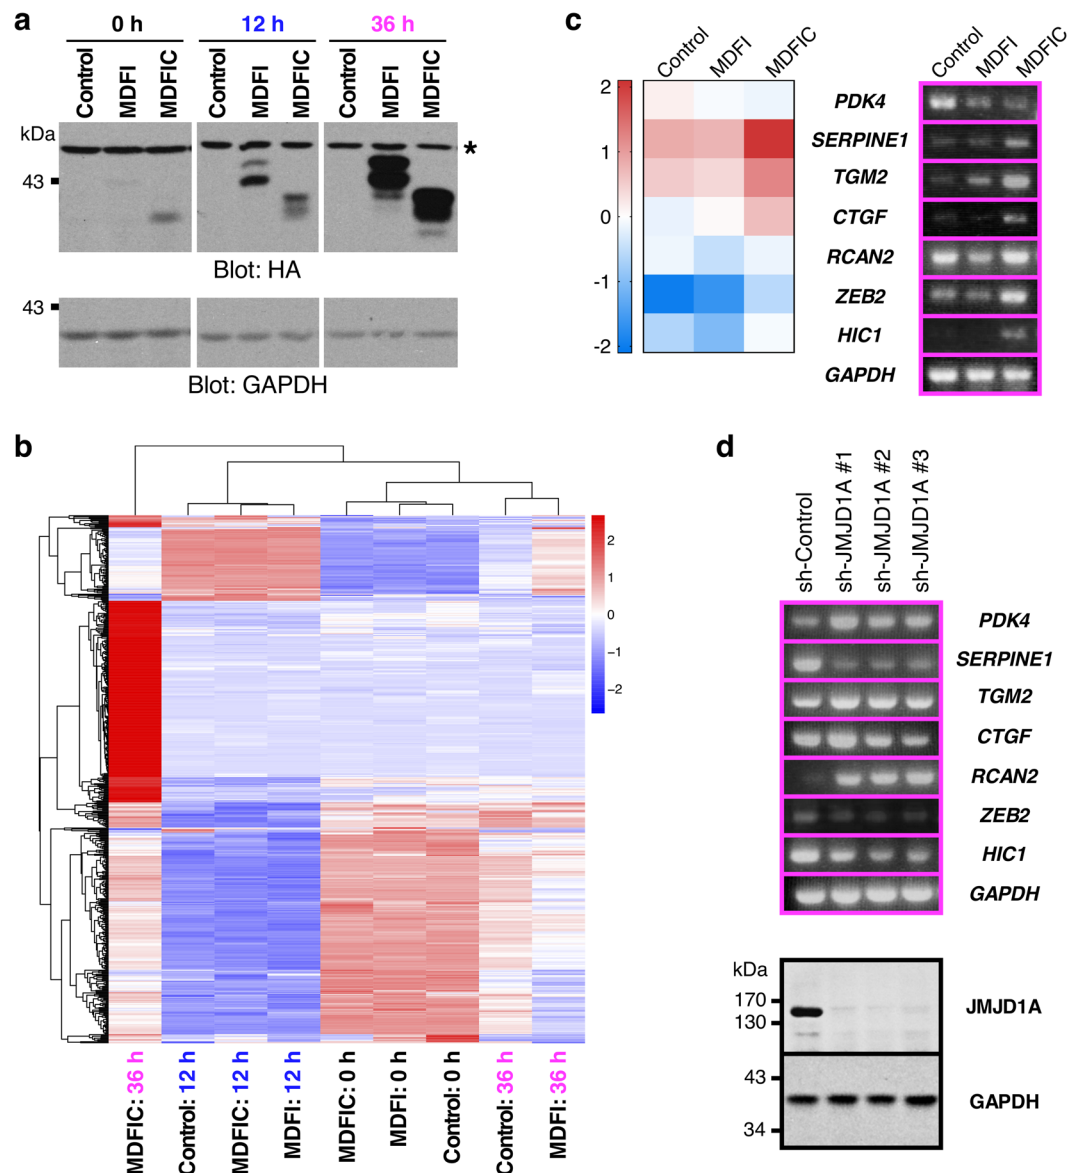 a
0 h
12 h
36 h
Control
MDFI
MDFIC
Control
MDFI
MDFIC
Control
MDFI
MDFIC
kDa
43
*
Blot: HA
43
Blot: GAPDH
c
Control
MDFI
MDFIC
2
1
0
-1
-2
PDK4
SERPINE1
TGM2
CTGF
RCAN2
ZEB2
HIC1
GAPDH
Control
MDFI
MDFIC
b
2
1
0
−1
−2
MDFIC: 36 h
Control: 12 h
MDFIC: 12 h
MDFI: 12 h
MDFIC: 0 h
MDFI: 0 h
Control: 0 h
Control: 36 h
MDFI: 36 h
d
sh-Control
sh-JMJD1A #1
sh-JMJD1A #2
sh-JMJD1A #3
PDK4
SERPINE1
TGM2
CTGF
RCAN2
ZEB2
HIC1
GAPDH
kDa
170
130
JMJD1A
43
34
GAPDH